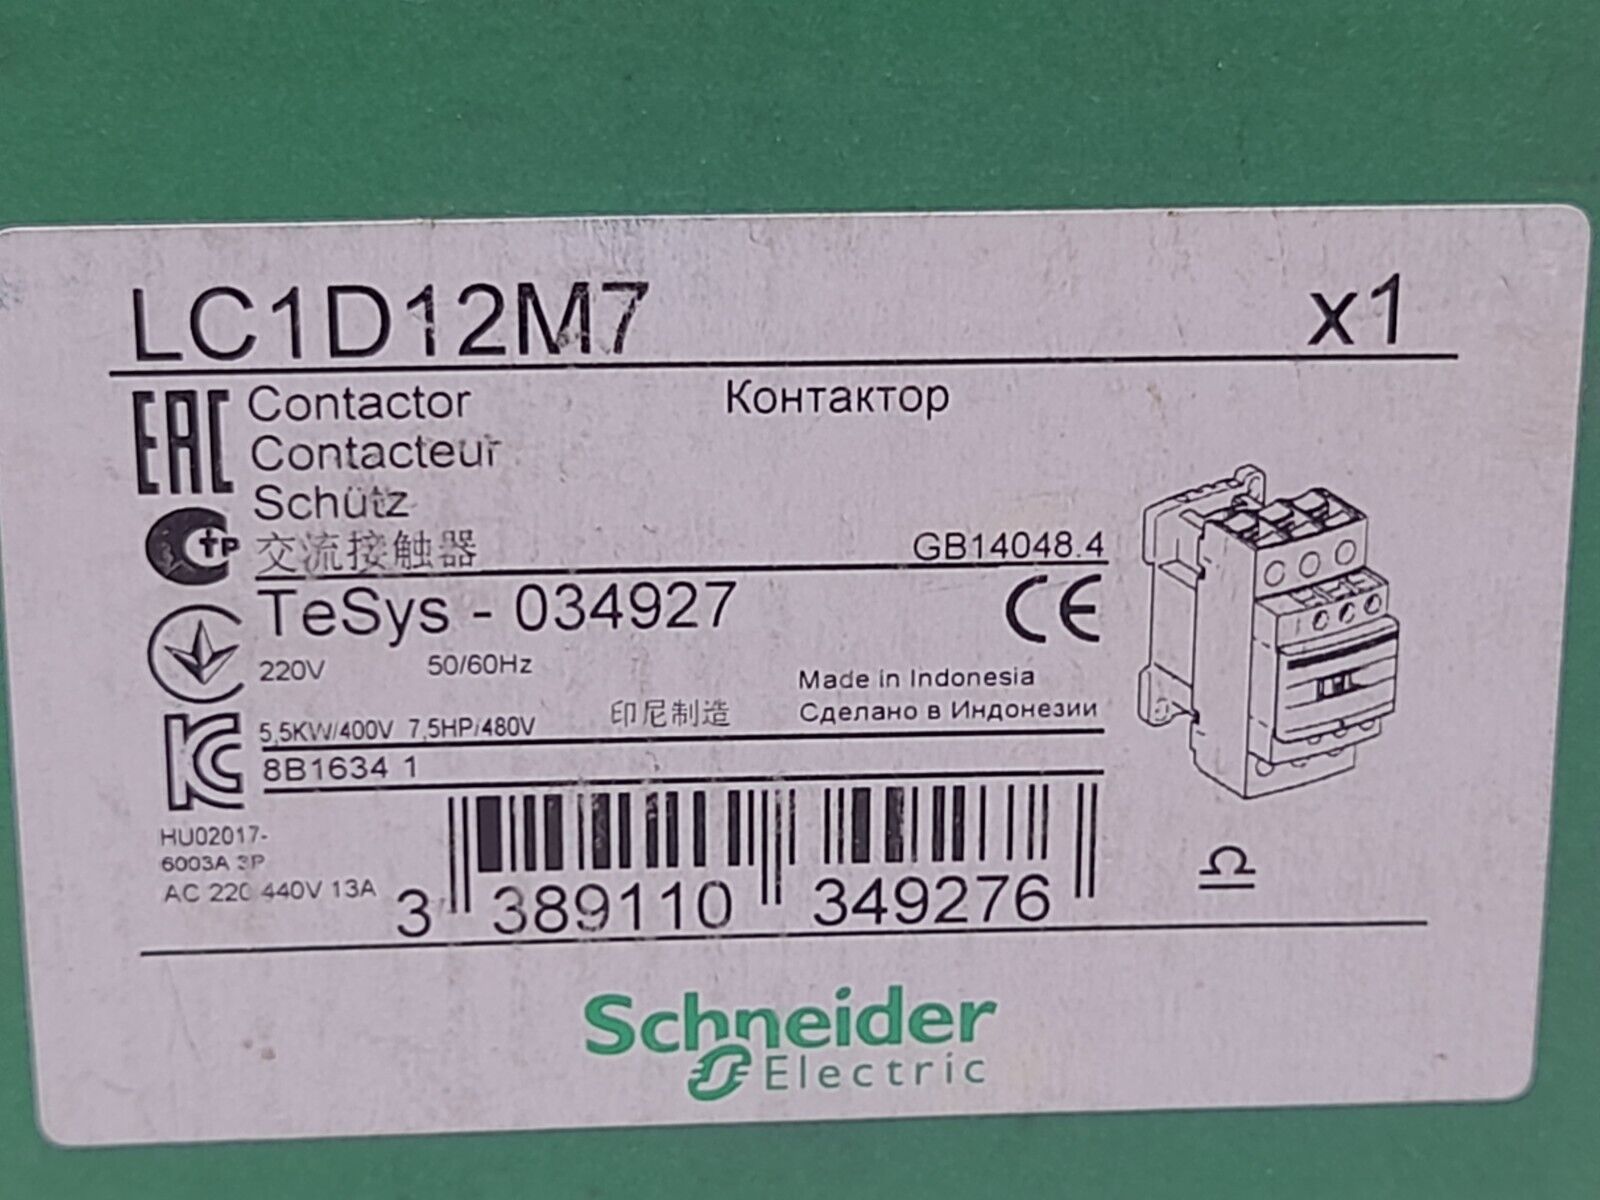 LC1D12M7 x1
EAC Contactor Контактор
Contacteur
Schütz
交流接触器 GB14048.4
TeSys - 034927 CE
220V 50/60Hz
Made in Indonesia
5,5KW/400V 7,5HP/480V 印尼制造 Сделано в Индонезии
8B1634 1
HU02017-
6003A 3P
AC 220 440V 13A
3 389110 349276
Schneider
Electric